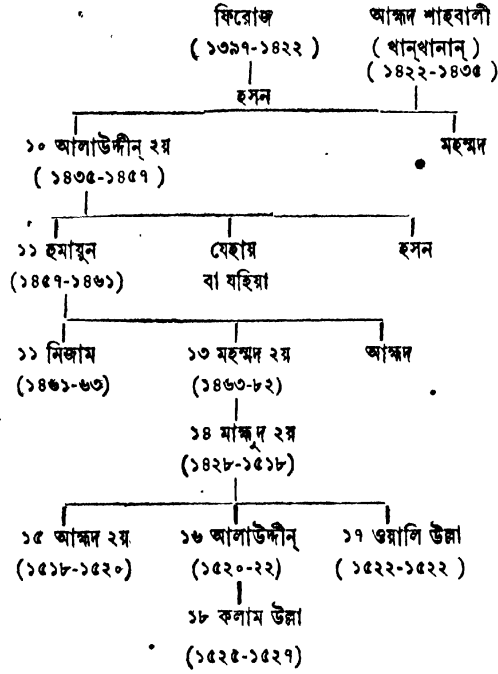 ফিরোজ আহ্মদ শাহবালী
(১৩৯৭-১৪২২) (খান্‌খানান্)
(১৪২২-১৪৩৫)
হসন
১০ আলাউদ্দীন্ ২য় মহম্মদ
(১৪৩৫-১৪৫৭)
১১ হুমায়ূন যেহায় হসন
(১৪৫৭-১৪৬১) বা যহিয়া
১১ নিজাম ১৩ মহম্মদ ২য় আহ্মদ
(১৪৬১-৬৩) (১৪৬৩-৮২)
১৪ মাহ্মূদ ২য়
(১৪২৮-১৫১৮)
১৫ আহ্মদ ২য় ১৬ আলাউদ্দীন্ ১৭ ওয়ালি উল্লা
(১৫১৮-১৫২০) (১৫২০-২২) (১৫২২-১৫২২)
১৮ কলাম উল্লা
(১৫২৫-১৫২৭)